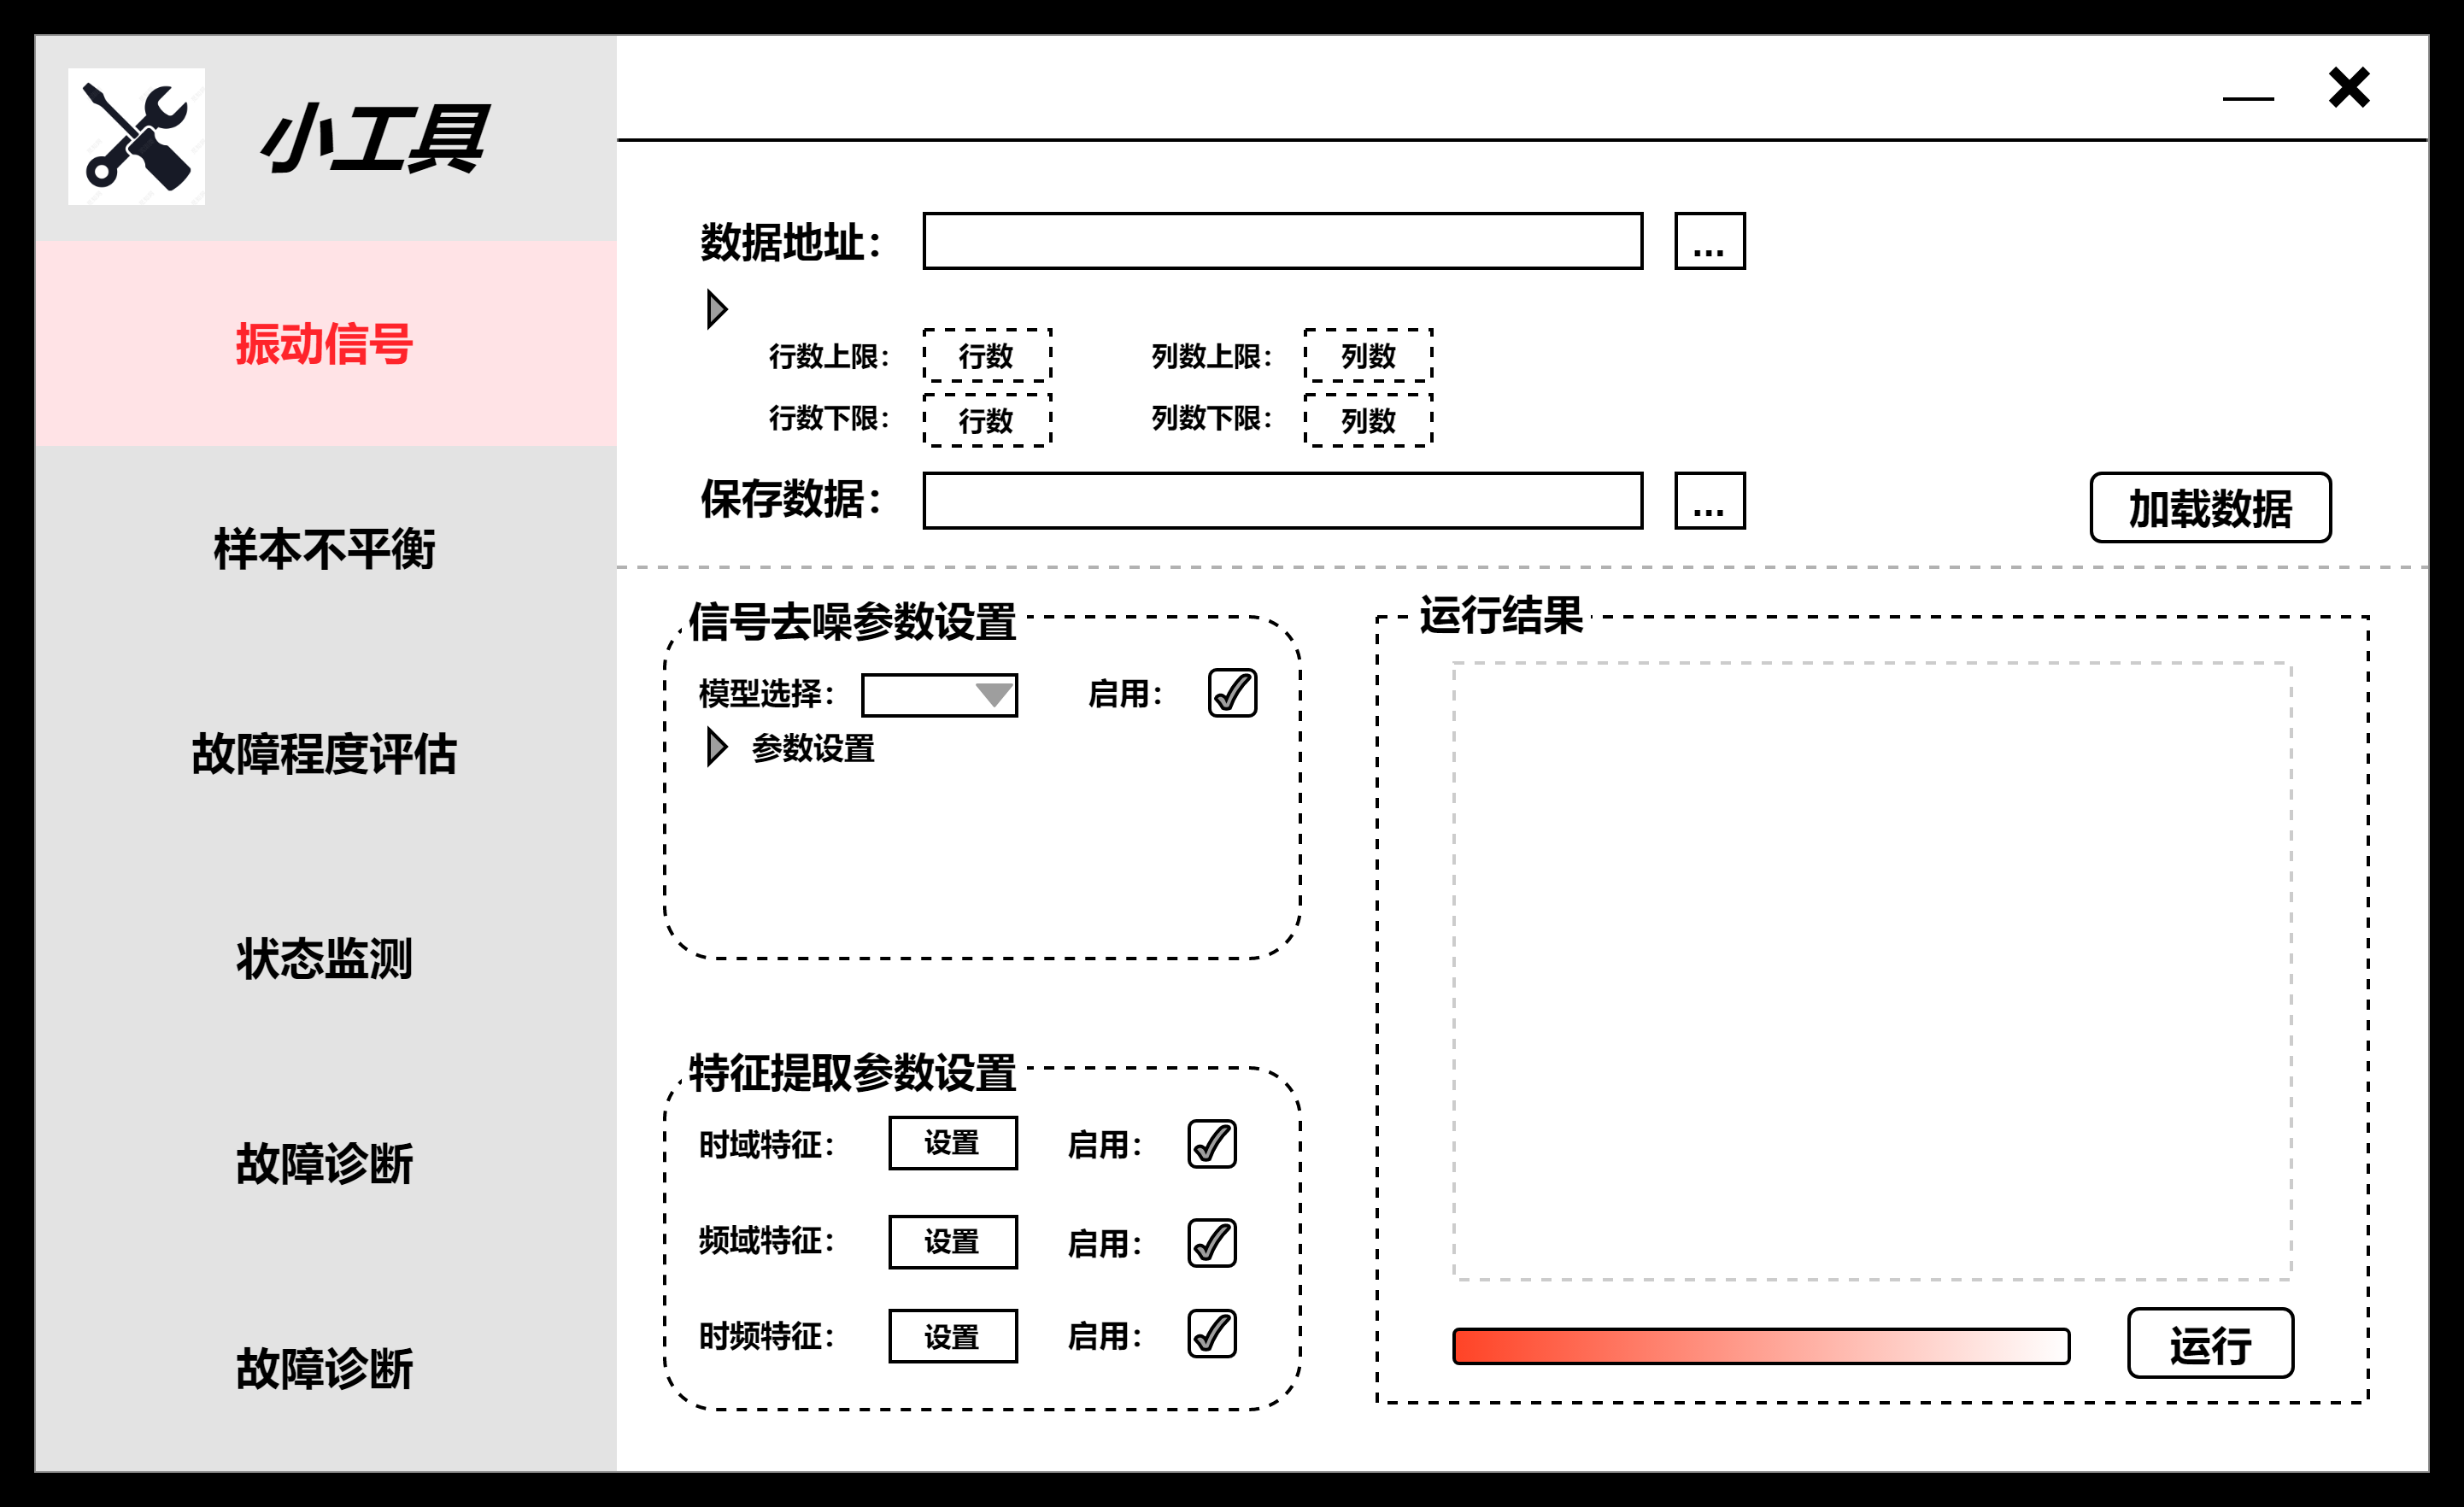 小工具
振动信号
样本不平衡
故障程度评估
状态监测
故障诊断
故障诊断
数据地址： ...
行数上限： 行数 列数上限： 列数
行数下限： 行数 列数下限： 列数
保存数据： ...
加载数据
信号去噪参数设置
模型选择： 启用：
参数设置
特征提取参数设置
时域特征： 设置 启用：
频域特征： 设置 启用：
时频特征： 设置 启用：
运行结果
运行